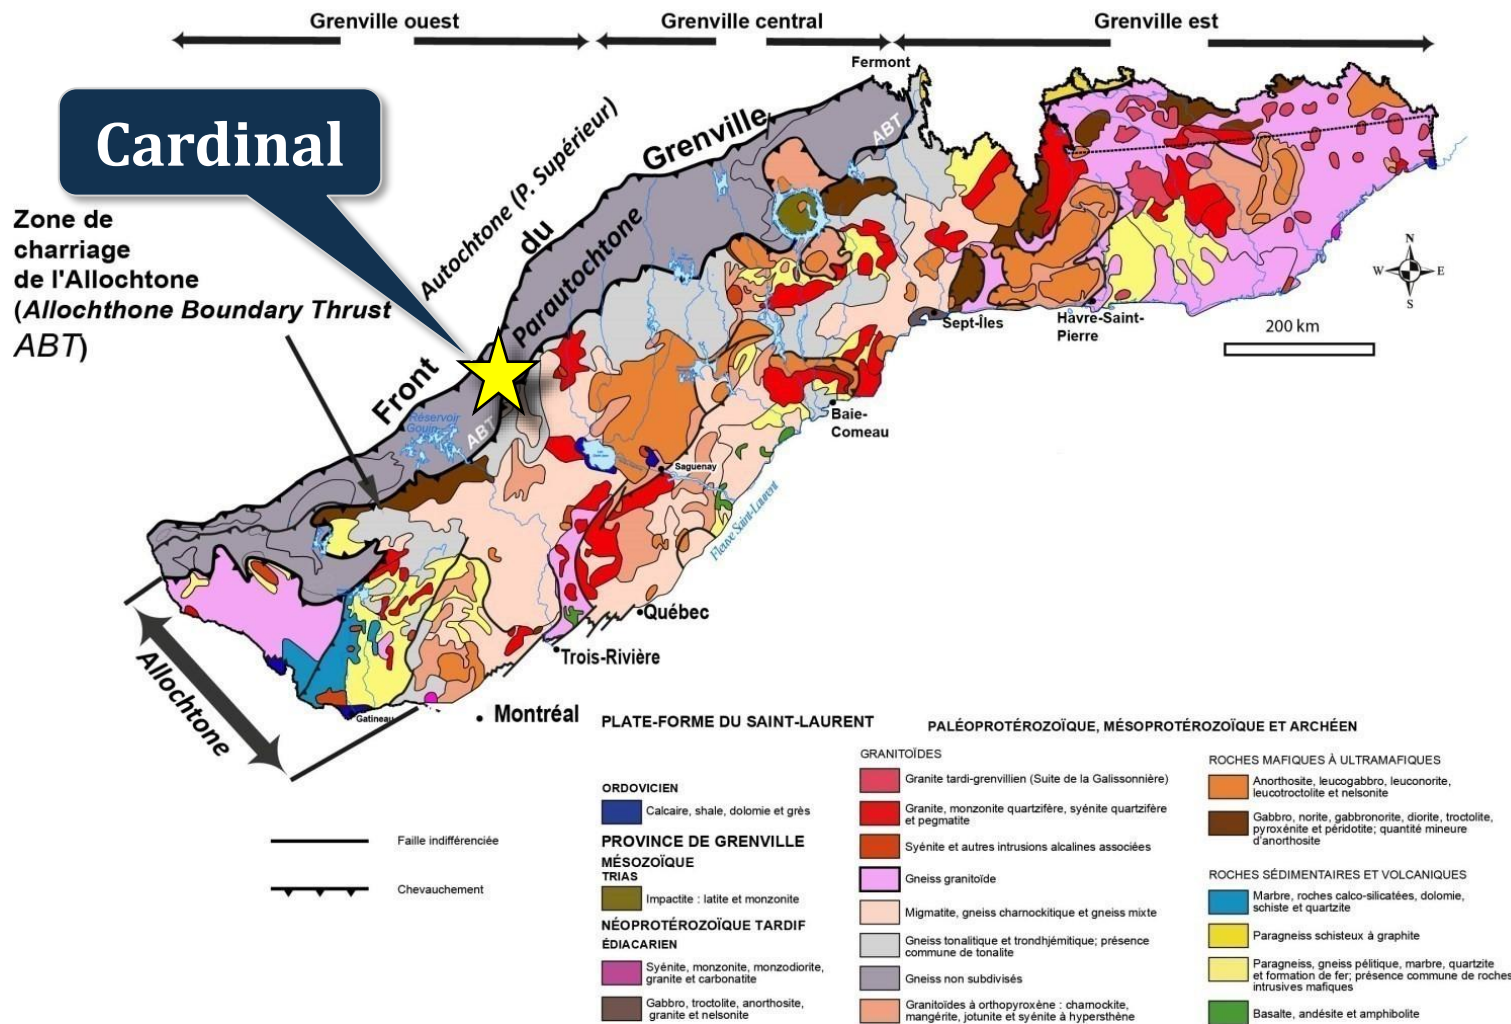 Grenville ouest
Grenville central
Grenville est
Fermont
Cardinal
Autochtone (P. Supérieur)
Front
du
Grenville
Parautochtone
ABT
ABT
Zone de
charriage
de l'Allochtone
(Allochthone Boundary Thrust
ABT)
Réservoir
Gouin
N
W
E
S
200 km
Sept-Îles
Hàvre-Saint-
Pierre
Baie-
Comeau
Saguenay
Fleuve Saint-Laurent
Québec
Trois-Rivière
Montréal
Gatineau
Allochtone
Faille indifférenciée
Chevauchement
PLATE-FORME DU SAINT-LAURENT
ORDOVICIEN
Calcaire, shale, dolomie et grès
PROVINCE DE GRENVILLE
MÉSOZOÏQUE
TRIAS
Impactite : latite et monzonite
NÉOPROTÉROZOÏQUE TARDIF
ÉDIACARIEN
Syénite, monzonite, monzodiorite,
granite et carbonatite
Gabbro, troctolite, anorthosite,
granite et nelsonite
PALÉOPROTÉROZOÏQUE, MÉSOPROTÉROZOÏQUE ET ARCHÉEN
GRANITOÏDES
Granite tardi-grenvillien (Suite de la Galissonnière)
Granite, monzonite quartzifère, syénite quartzifère
et pegmatite
Syénite et autres intrusions alcalines associées
Gneiss granitoïde
Migmatite, gneiss charnockitique et gneiss mixte
Gneiss tonalitique et trondhjémitique; présence
commune de tonalite
Gneiss non subdivisés
Granitoïdes à orthopyroxène : charnockite,
mangérite, jotunite et syénite à hypersthène
ROCHES MAFIQUES À ULTRAMAFIQUES
Anorthosite, leucogabbro, leuconorite,
leucotroctolite et nelsonite
Gabbro, norite, gabbronorite, diorite, troctolite,
pyroxénite et péridotite; quantité mineure
d'anorthosite
ROCHES SÉDIMENTAIRES ET VOLCANIQUES
Marbre, roches calco-silicatées, dolomie,
schiste et quartzite
Paragneiss schisteux à graphite
Paragneiss, gneiss pélitique, marbre, quartzite
et formation de fer; présence commune de roches
intrusives mafiques
Basalte, andésite et amphibolite